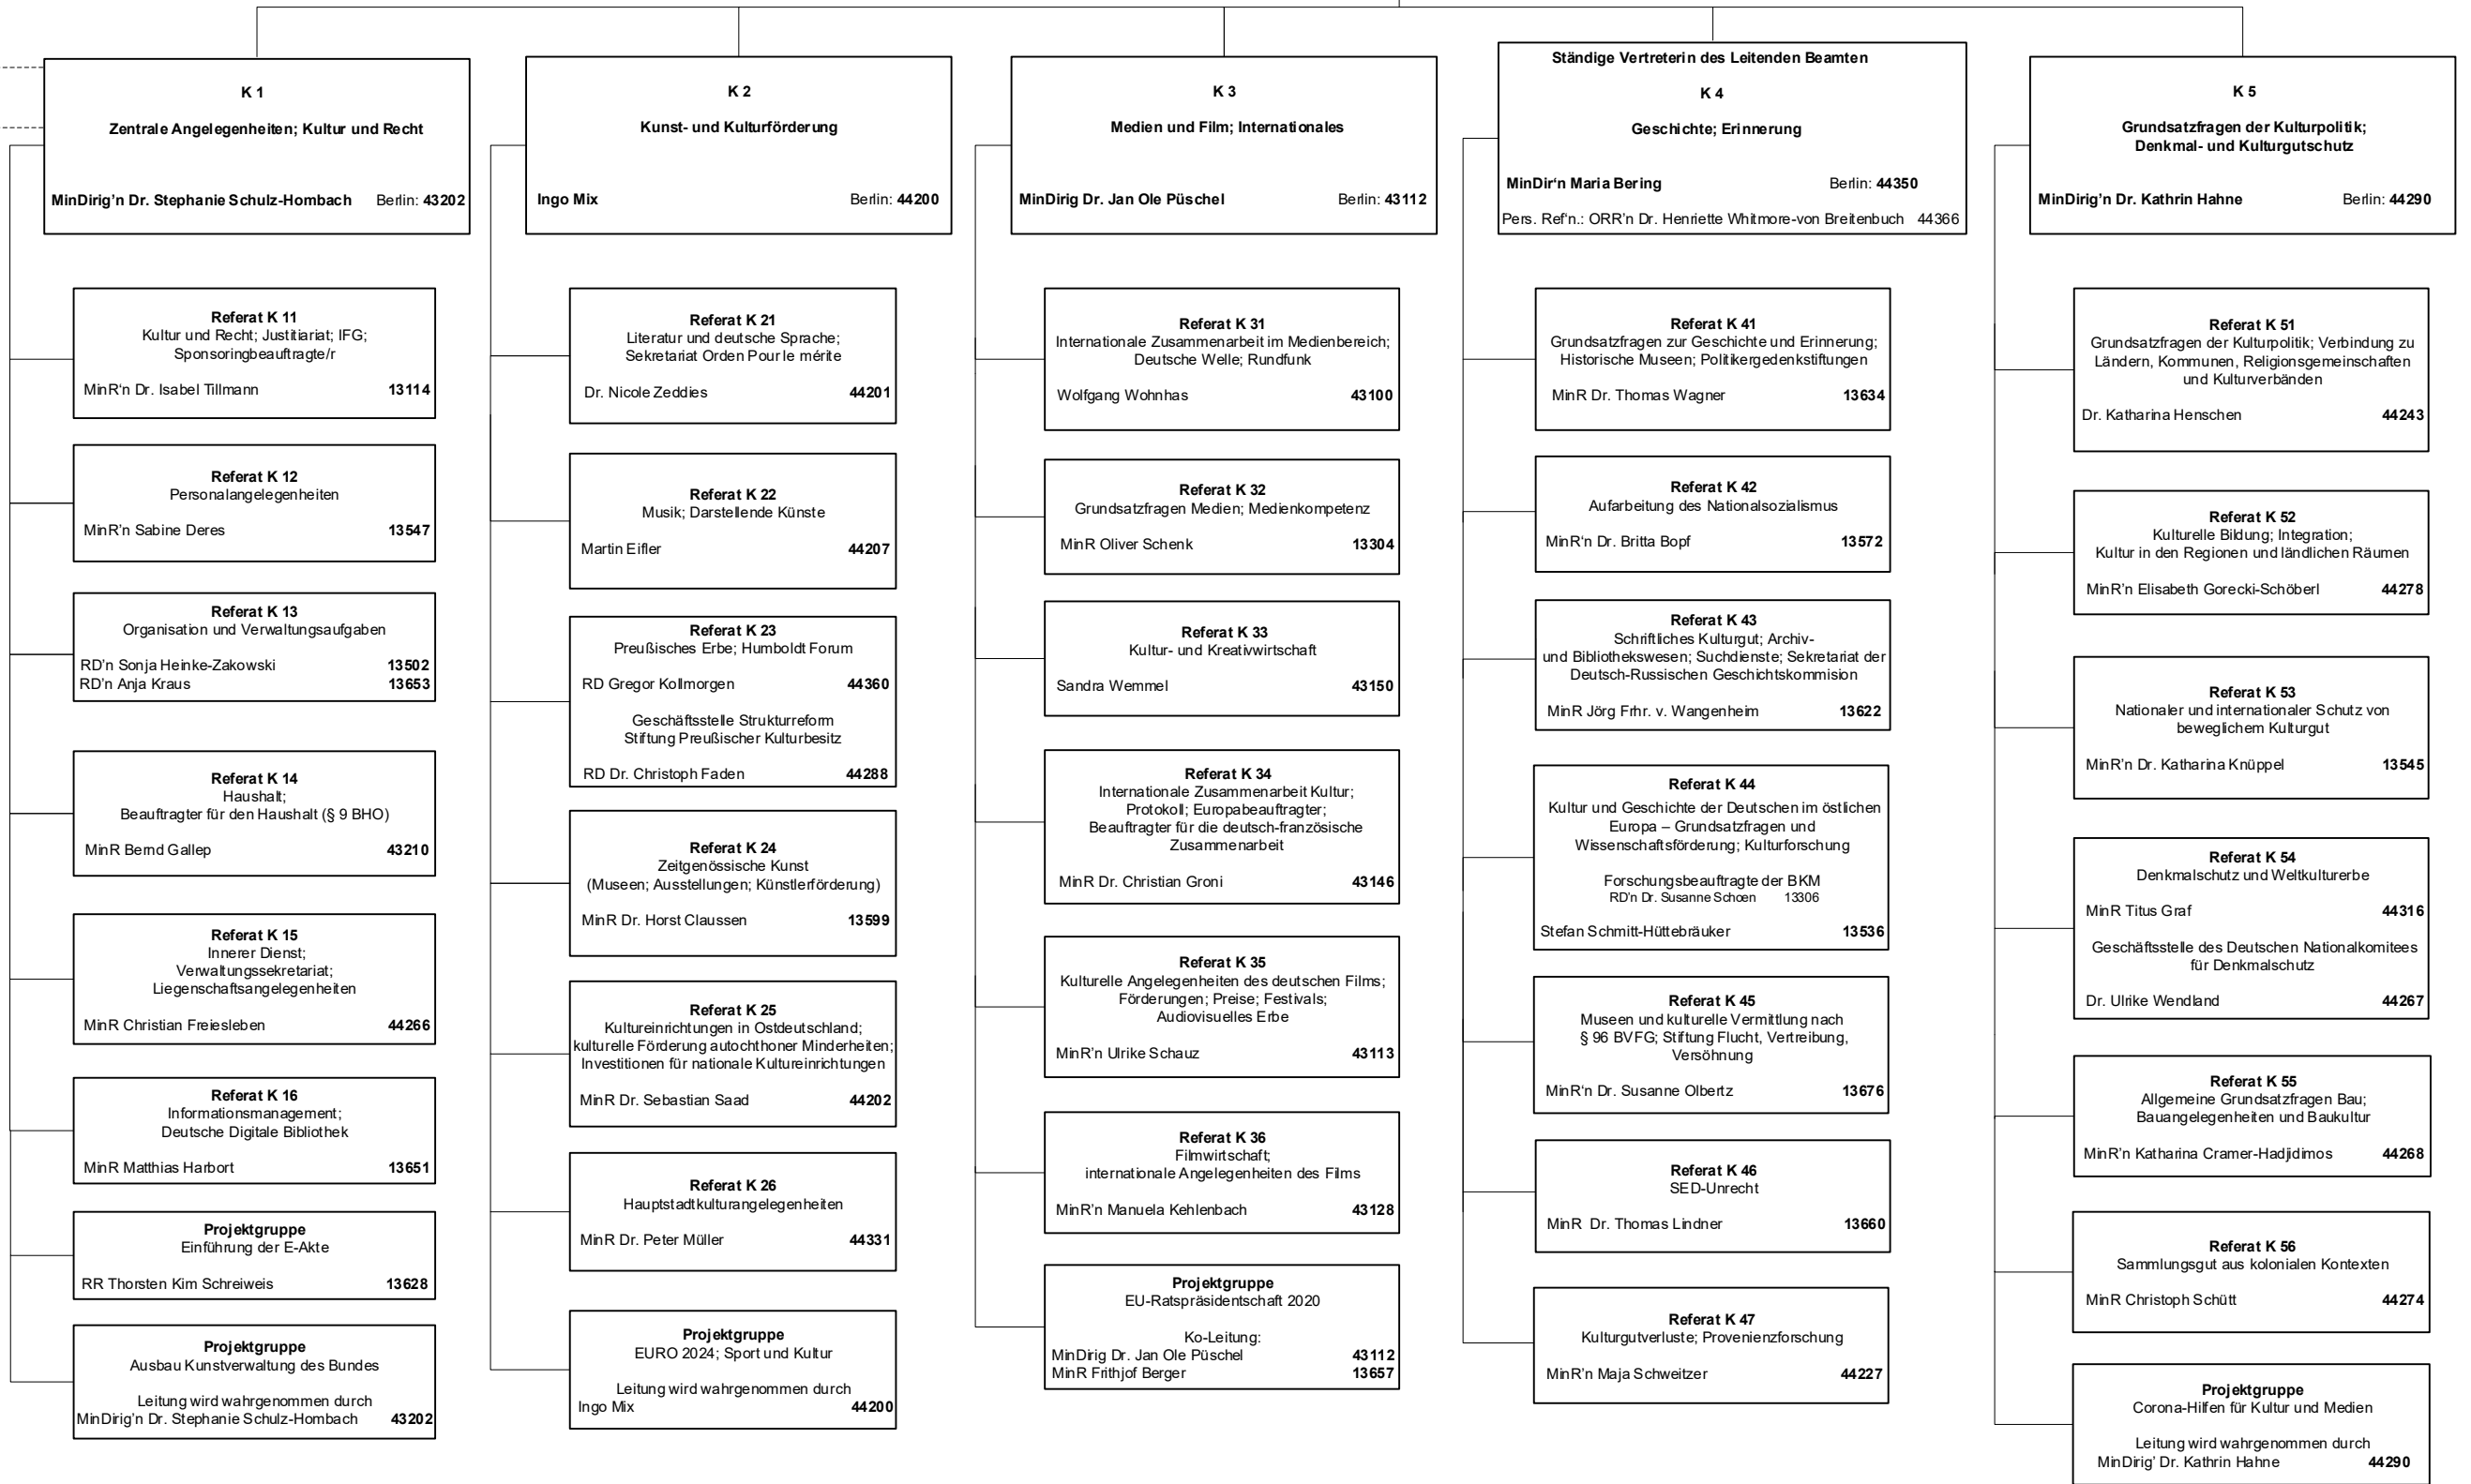 K 1
Zentrale Angelegenheiten; Kultur und Recht
MinDirig’n Dr. Stephanie Schulz-Hombach Berlin: 43202
Referat K 11
Kultur und Recht; Justitiariat; IFG;
Sponsoringbeauftragte/r
MinR‘n Dr. Isabel Tillmann 13114
Referat K 12
Personalangelegenheiten
MinR’n Sabine Deres 13547
Referat K 13
Organisation und Verwaltungsaufgaben
RD’n Sonja Heinke-Zakowski 13502
RD’n Anja Kraus 13653
Referat K 14
Haushalt;
Beauftragter für den Haushalt (§ 9 BHO)
MinR Bernd Gallep 43210
Referat K 15
Innerer Dienst;
Verwaltungssekretariat;
Liegenschaftsangelegenheiten
MinR Christian Freiesleben 44266
Referat K 16
Informationsmanagement;
Deutsche Digitale Bibliothek
MinR Matthias Harbort 13651
Projektgruppe
Einführung der E-Akte
RR Thorsten Kim Schreiweis 13628
Projektgruppe
Ausbau Kunstverwaltung des Bundes
Leitung wird wahrgenommen durch
MinDirig’n Dr. Stephanie Schulz-Hombach 43202
K 2
Kunst- und Kulturförderung
Ingo Mix Berlin: 44200
Referat K 21
Literatur und deutsche Sprache;
Sekretariat Orden Pour le mérite
Dr. Nicole Zeddies 44201
Referat K 22
Musik; Darstellende Künste
Martin Eifler 44207
Referat K 23
Preußisches Erbe; Humboldt Forum
RD Gregor Kollmorgen 44360
Geschäftsstelle Strukturreform
Stiftung Preußischer Kulturbesitz
RD Dr. Christoph Faden 44288
Referat K 24
Zeitgenössische Kunst
(Museen; Ausstellungen; Künstlerförderung)
MinR Dr. Horst Claussen 13599
Referat K 25
Kultureinrichtungen in Ostdeutschland;
kulturelle Förderung autochthoner Minderheiten;
Investitionen für nationale Kultureinrichtungen
MinR Dr. Sebastian Saad 44202
Referat K 26
Hauptstadtkulturangelegenheiten
MinR Dr. Peter Müller 44331
Projektgruppe
EURO 2024; Sport und Kultur
Leitung wird wahrgenommen durch
Ingo Mix 44200
K 3
Medien und Film; Internationales
MinDirig Dr. Jan Ole Püschel Berlin: 43112
Referat K 31
Internationale Zusammenarbeit im Medienbereich;
Deutsche Welle; Rundfunk
Wolfgang Wohnhas 43100
Referat K 32
Grundsatzfragen Medien; Medienkompetenz
MinR Oliver Schenk 13304
Referat K 33
Kultur- und Kreativwirtschaft
Sandra Wemmel 43150
Referat K 34
Internationale Zusammenarbeit Kultur;
Protokoll; Europabeauftragter;
Beauftragter für die deutsch-französische
Zusammenarbeit
MinR Dr. Christian Groni 43146
Referat K 35
Kulturelle Angelegenheiten des deutschen Films;
Förderungen; Preise; Festivals;
Audiovisuelles Erbe
MinR’n Ulrike Schauz 43113
Referat K 36
Filmwirtschaft;
internationale Angelegenheiten des Films
MinR’n Manuela Kehlenbach 43128
Projektgruppe
EU-Ratspräsidentschaft 2020
Ko-Leitung:
MinDirig Dr. Jan Ole Püschel 43112
MinR Frithjof Berger 13657
Ständige Vertreterin des Leitenden Beamten
K 4
Geschichte; Erinnerung
MinDir‘n Maria Bering Berlin: 44350
Pers. Ref‘n.: ORR‘n Dr. Henriette Whitmore-von Breitenbuch 44366
Referat K 41
Grundsatzfragen zur Geschichte und Erinnerung;
Historische Museen; Politikergedenkstiftungen
MinR Dr. Thomas Wagner 13634
Referat K 42
Aufarbeitung des Nationalsozialismus
MinR‘n Dr. Britta Bopf 13572
Referat K 43
Schriftliches Kulturgut; Archiv-
und Bibliothekswesen; Suchdienste; Sekretariat der
Deutsch-Russischen Geschichtskommision
MinR Jörg Frhr. v. Wangenheim 13622
Referat K 44
Kultur und Geschichte der Deutschen im östlichen
Europa – Grundsatzfragen und
Wissenschaftsförderung; Kulturforschung
Forschungsbeauftragte der BKM
RD’n Dr. Susanne Schoen 13306
Stefan Schmitt-Hüttebräuker 13536
Referat K 45
Museen und kulturelle Vermittlung nach
§ 96 BVFG; Stiftung Flucht, Vertreibung,
Versöhnung
MinR‘n Dr. Susanne Olbertz 13676
Referat K 46
SED-Unrecht
MinR Dr. Thomas Lindner 13660
Referat K 47
Kulturgutverluste; Provenienzforschung
MinR’n Maja Schweitzer 44227
K 5
Grundsatzfragen der Kulturpolitik;
Denkmal- und Kulturgutschutz
MinDirig’n Dr. Kathrin Hahne Berlin: 44290
Referat K 51
Grundsatzfragen der Kulturpolitik; Verbindung zu
Ländern, Kommunen, Religionsgemeinschaften
und Kulturverbänden
Dr. Katharina Henschen 44243
Referat K 52
Kulturelle Bildung; Integration;
Kultur in den Regionen und ländlichen Räumen
MinR’n Elisabeth Gorecki-Schöberl 44278
Referat K 53
Nationaler und internationaler Schutz von
beweglichem Kulturgut
MinR’n Dr. Katharina Knüppel 13545
Referat K 54
Denkmalschutz und Weltkulturerbe
MinR Titus Graf 44316
Geschäftsstelle des Deutschen Nationalkomitees
für Denkmalschutz
Dr. Ulrike Wendland 44267
Referat K 55
Allgemeine Grundsatzfragen Bau;
Bauangelegenheiten und Baukultur
MinR’n Katharina Cramer-Hadjidimos 44268
Referat K 56
Sammlungsgut aus kolonialen Kontexten
MinR Christoph Schütt 44274
Projektgruppe
Corona-Hilfen für Kultur und Medien
Leitung wird wahrgenommen durch
MinDirig’ Dr. Kathrin Hahne 44290